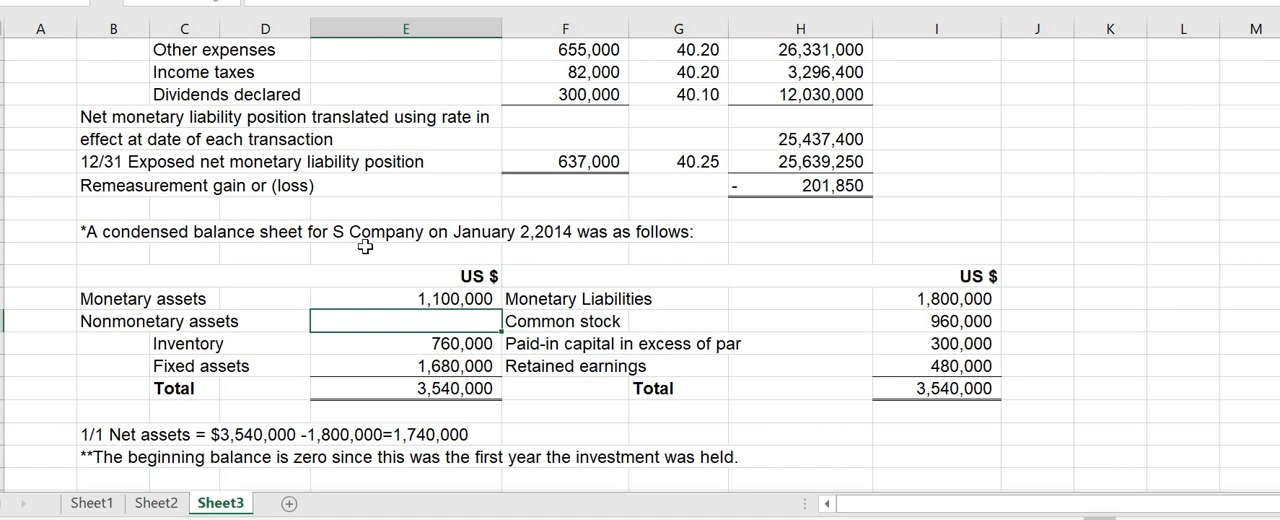 A B C D E F G H I J K L M
Other expenses 655,000 40.20 26,331,000
Income taxes 82,000 40.20 3,296,400
Dividends declared 300,000 40.10 12,030,000
Net monetary liability position translated using rate in
effect at date of each transaction 25,437,400
12/31 Exposed net monetary liability position 637,000 40.25 25,639,250
Remeasurement gain or (loss) - 201,850
*A condensed balance sheet for S Company on January 2,2014 was as follows:
US $ US $
Monetary assets 1,100,000 Monetary Liabilities 1,800,000
Nonmonetary assets Common stock 960,000
Inventory 760,000 Paid-in capital in excess of par 300,000
Fixed assets 1,680,000 Retained earnings 480,000
Total 3,540,000 Total 3,540,000
1/1 Net assets = $3,540,000 -1,800,000=1,740,000
**The beginning balance is zero since this was the first year the investment was held.
Sheet1 Sheet2 Sheet3